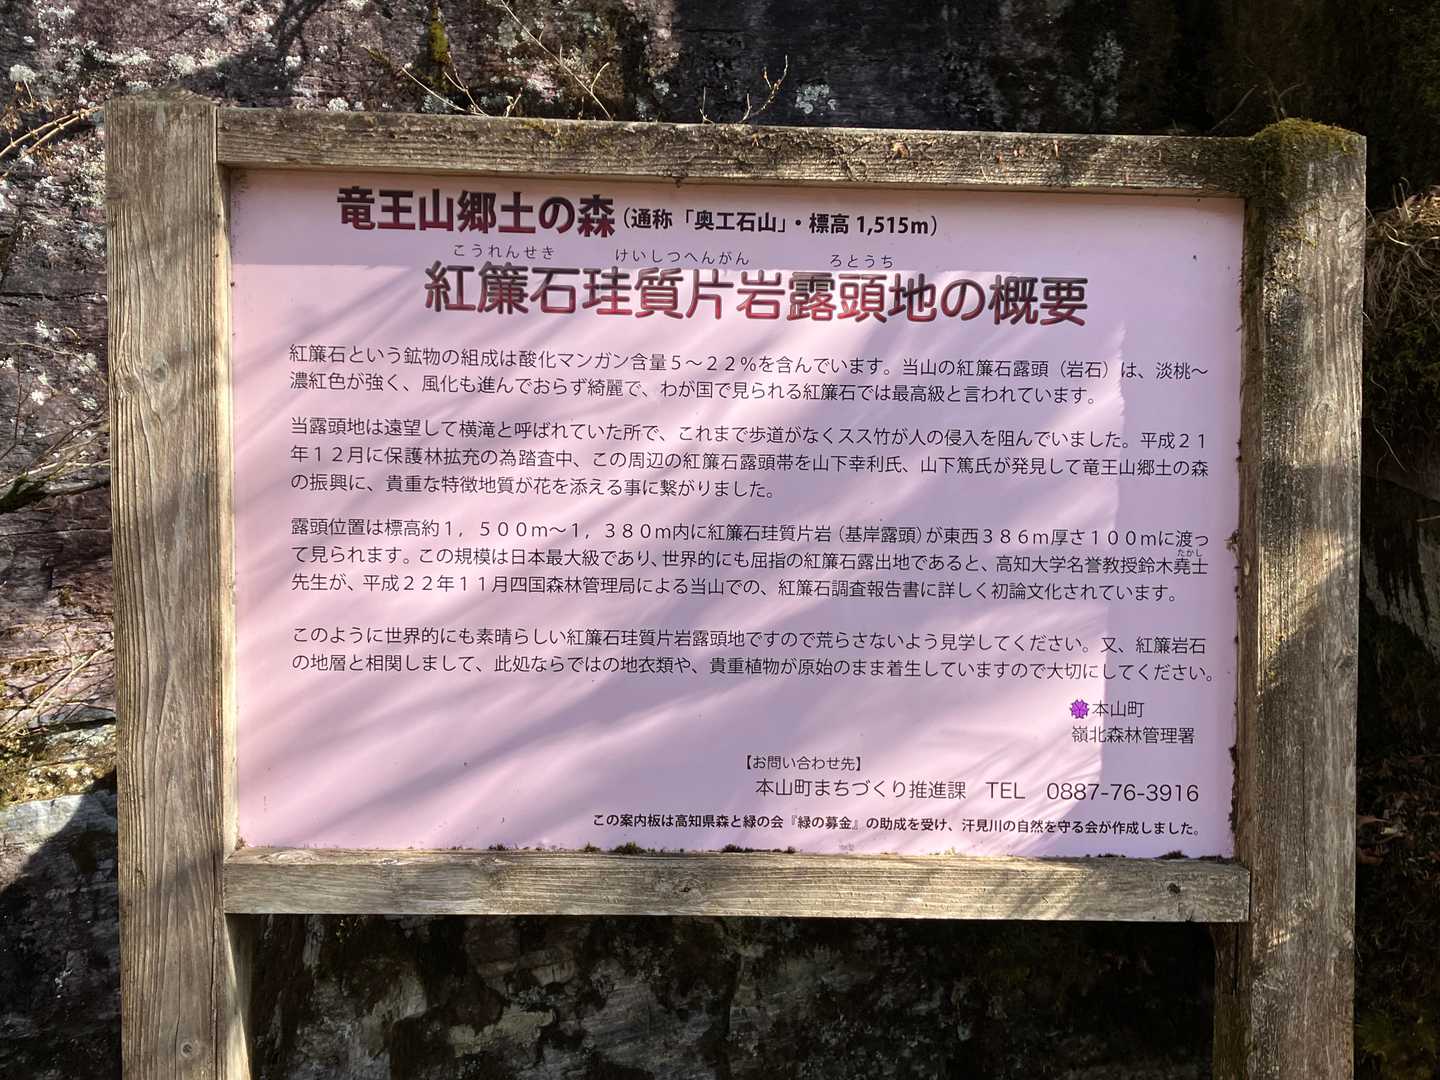 竜王山郷土の森(通称「奥工石山」・標高1,515m)
こうれんせき けいしつへんがん ろとうち
紅簾石珪質片岩露頭地の概要
紅簾石という鉱物の組成は酸化マンガン含量5～22%を含んでいます。当山の紅簾石露頭（岩石）は、淡桃～
濃紅色が強く、風化も進んでおらず綺麗で、わが国で見られる紅簾石では最高級と言われています。
当露頭地は遠望して横滝と呼ばれていた所で、これまで歩道がなくスス竹が人の侵入を阻んでいました。平成21
年12月に保護林拡充の為踏査中、この周辺の紅簾石露頭帯を山下幸利氏、山下篤氏が発見して竜王山郷土の森
の振興に、貴重な特徴地質が花を添える事に繋がりました。
露頭位置は標高約1，500m～1，380m内に紅簾石珪質片岩（基岸露頭）が東西386m厚さ100mに渡っ
て見られます。この規模は日本最大級であり、世界的にも屈指の紅簾石露出地であると、高知大学名誉教授鈴木堯士
たかし
先生が、平成22年11月四国森林管理局による当山での、紅簾石調査報告書に詳しく初論文化されています。
このように世界的にも素晴らしい紅簾石珪質片岩露頭地ですので荒らさないよう見学してください。又、紅簾岩石
の地層と相関しまして、此処ならではの地衣類や、貴重植物が原始のまま着生していますので大切にしてください。
本山町
嶺北森林管理署
【お問い合わせ先】
本山町まちづくり推進課 TEL 0887-76-3916
この案内板は高知県森と緑の会『緑の募金』の助成を受け、汗見川の自然を守る会が作成しました。